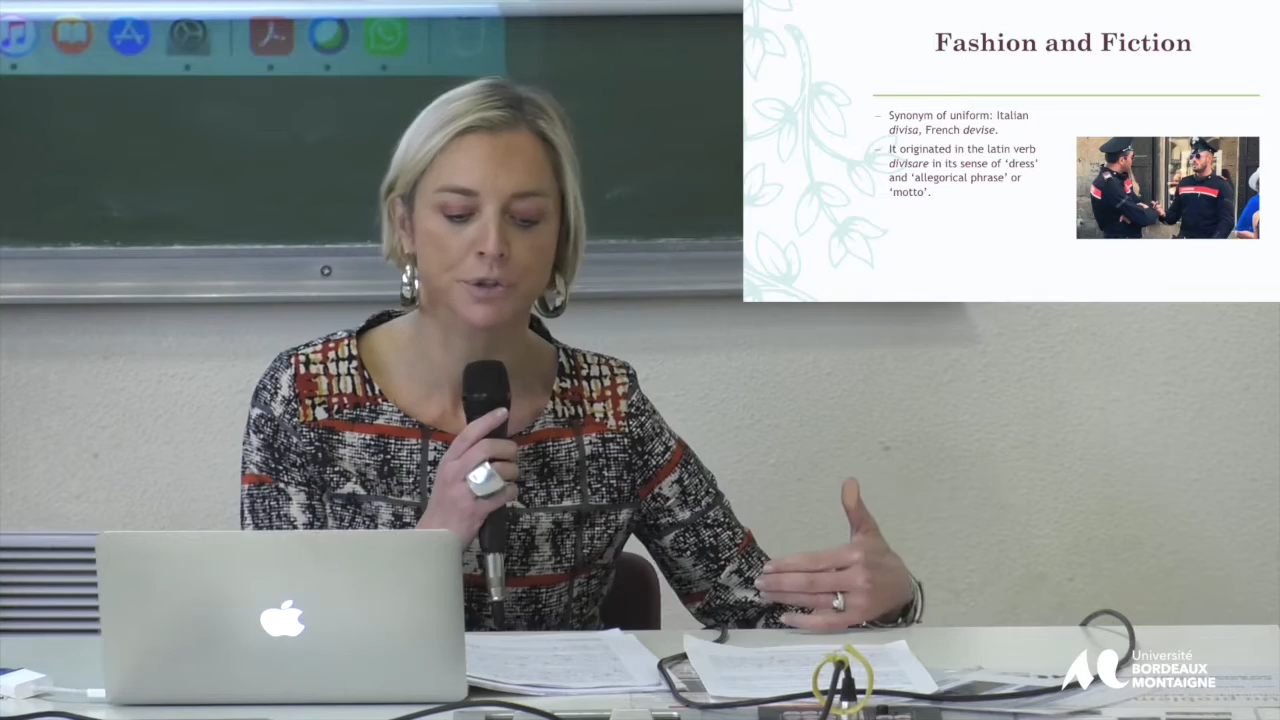 Fashion and Fiction
– Synonym of uniform: Italian
divisa, French devise.
– It originated in the latin verb
divisare in its sense of ‘dress’
and ‘allegorical phrase’ or
‘motto’.
Université
BORDEAUX
MONTAIGNE